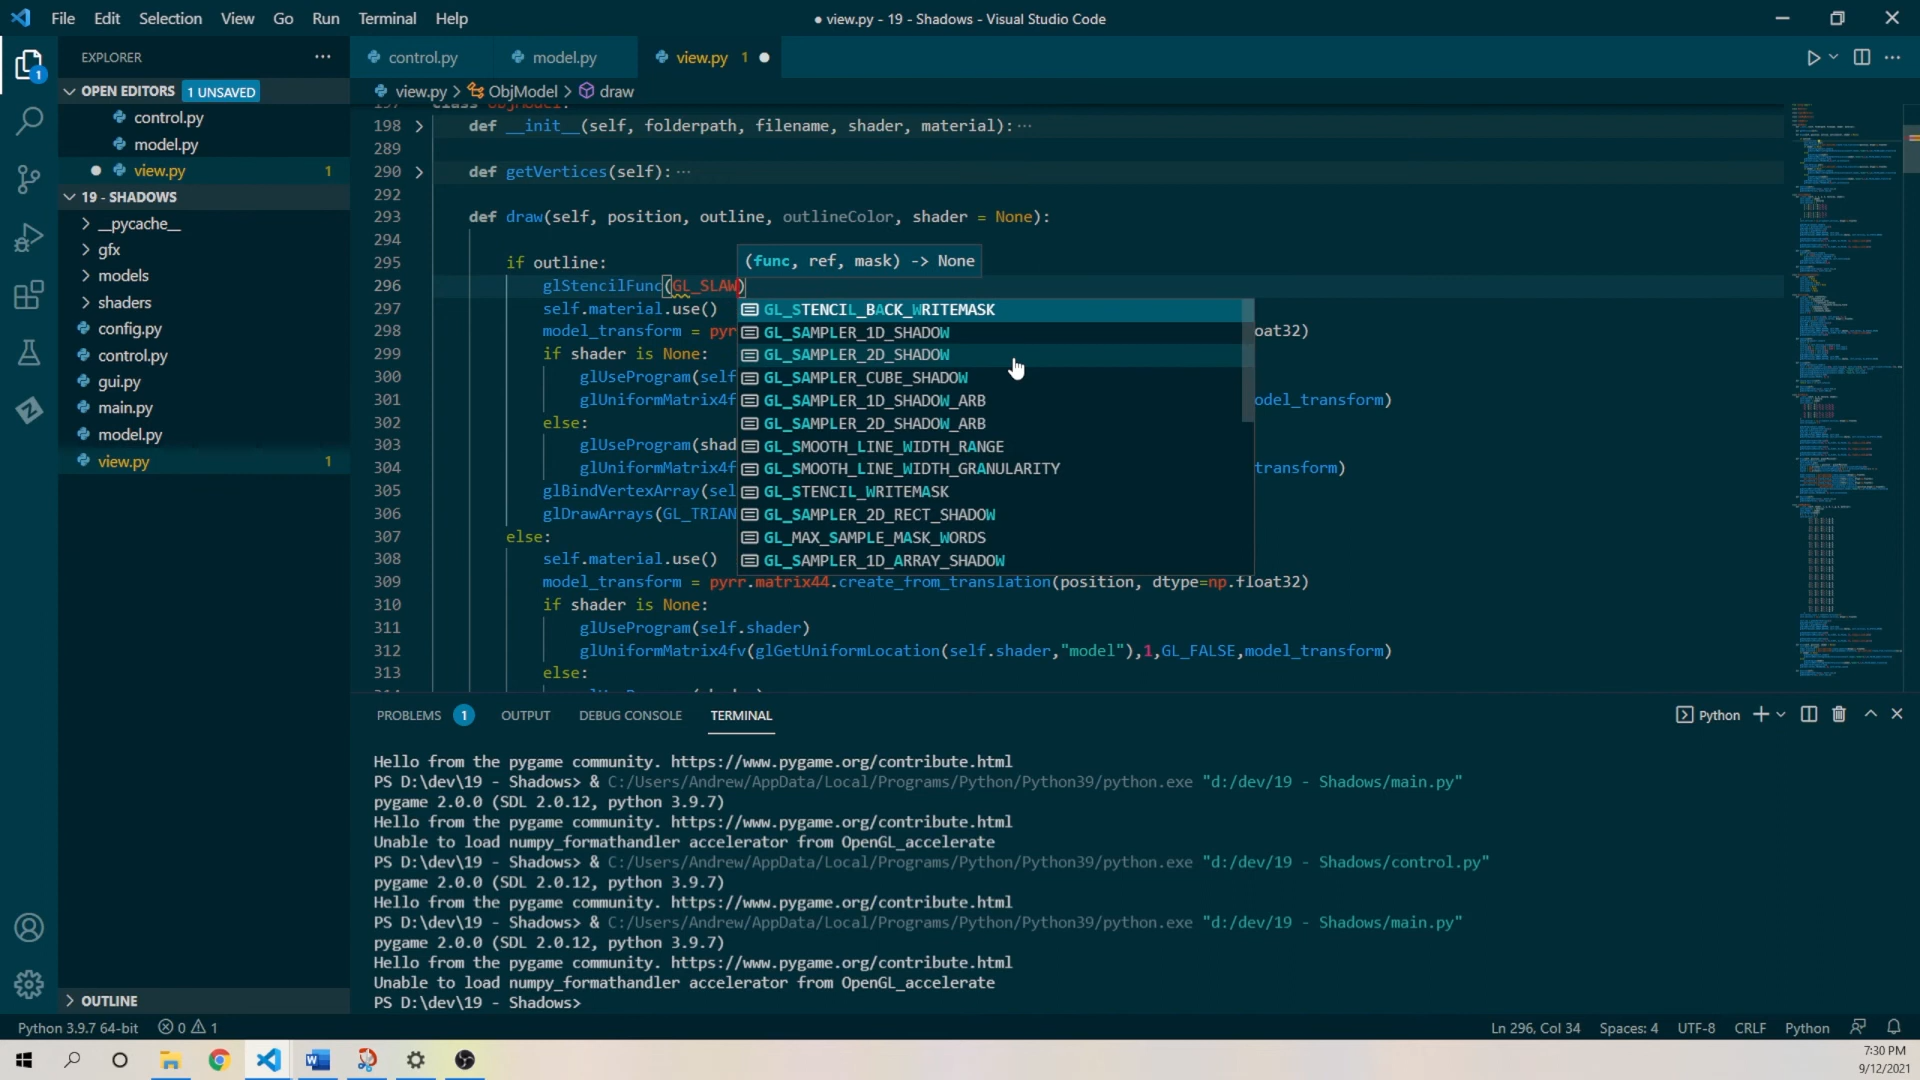 File Edit Selection View Go Run Terminal Help
● view.py - 19 - Shadows - Visual Studio Code
EXPLORER
control.py
model.py
view.py 1
OPEN EDITORS 1 UNSAVED
control.py
model.py
view.py 1
19 - SHADOWS
__pycache__
gfx
models
shaders
config.py
control.py
gui.py
main.py
model.py
view.py 1
OUTLINE
view.py > ObjModel > draw
198 def __init__(self, folderpath, filename, shader, material):···
289
290 def getVertices(self):···
292
293 def draw(self, position, outline, outlineColor, shader = None):
294
295 if outline:
296 glStencilFunc(GL_SLAW)
297 self.material.use()
298 model_transform = pyr oat32)
299 if shader is None:
300 glUseProgram(self
301 glUniformMatrix4f odel_transform)
302 else:
303 glUseProgram(shad
304 glUniformMatrix4f transform)
305 glBindVertexArray(sel
306 glDrawArrays(GL_TRIAN
307 else:
308 self.material.use()
309 model_transform = pyrr.matrix44.create_from_translation(position, dtype=np.float32)
310 if shader is None:
311 glUseProgram(self.shader)
312 glUniformMatrix4fv(glGetUniformLocation(self.shader,"model"),1,GL_FALSE,model_transform)
313 else:
(func, ref, mask) -> None
GL_STENCIL_BACK_WRITEMASK
GL_SAMPLER_1D_SHADOW
GL_SAMPLER_2D_SHADOW
GL_SAMPLER_CUBE_SHADOW
GL_SAMPLER_1D_SHADOW_ARB
GL_SAMPLER_2D_SHADOW_ARB
GL_SMOOTH_LINE_WIDTH_RANGE
GL_SMOOTH_LINE_WIDTH_GRANULARITY
GL_STENCIL_WRITEMASK
GL_SAMPLER_2D_RECT_SHADOW
GL_MAX_SAMPLE_MASK_WORDS
GL_SAMPLER_1D_ARRAY_SHADOW
PROBLEMS 1 OUTPUT DEBUG CONSOLE TERMINAL
Python
Hello from the pygame community. https://www.pygame.org/contribute.html
PS D:\dev\19 - Shadows> & C:/Users/Andrew/AppData/Local/Programs/Python/Python39/python.exe "d:/dev/19 - Shadows/main.py"
pygame 2.0.0 (SDL 2.0.12, python 3.9.7)
Hello from the pygame community. https://www.pygame.org/contribute.html
Unable to load numpy_formathandler accelerator from OpenGL_accelerate
PS D:\dev\19 - Shadows> & C:/Users/Andrew/AppData/Local/Programs/Python/Python39/python.exe "d:/dev/19 - Shadows/control.py"
pygame 2.0.0 (SDL 2.0.12, python 3.9.7)
Hello from the pygame community. https://www.pygame.org/contribute.html
PS D:\dev\19 - Shadows> & C:/Users/Andrew/AppData/Local/Programs/Python/Python39/python.exe "d:/dev/19 - Shadows/main.py"
pygame 2.0.0 (SDL 2.0.12, python 3.9.7)
Hello from the pygame community. https://www.pygame.org/contribute.html
Unable to load numpy_formathandler accelerator from OpenGL_accelerate
PS D:\dev\19 - Shadows>
Python 3.9.7 64-bit 0 1
Ln 296, Col 34 Spaces: 4 UTF-8 CRLF Python
7:30 PM
9/12/2021